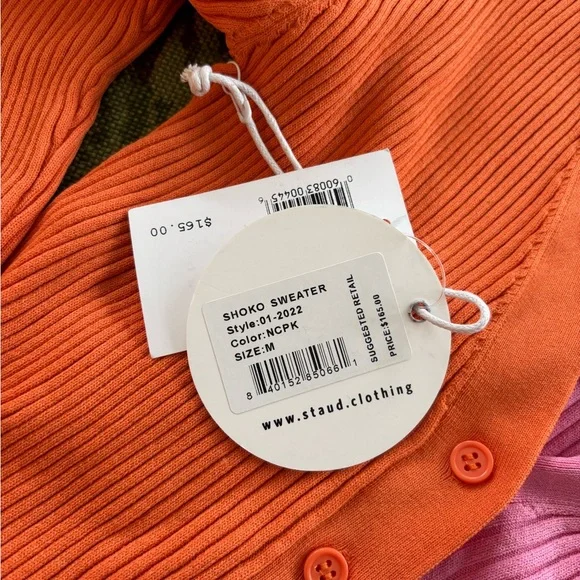 $165.00
0 60083 00445 6
SHOKO SWEATER
Style:01-2022
Color:NCPK
SIZE:M
SUGGESTED RETAIL
PRICE:$165.00
8 40152 85066 1
www.staud.clothing